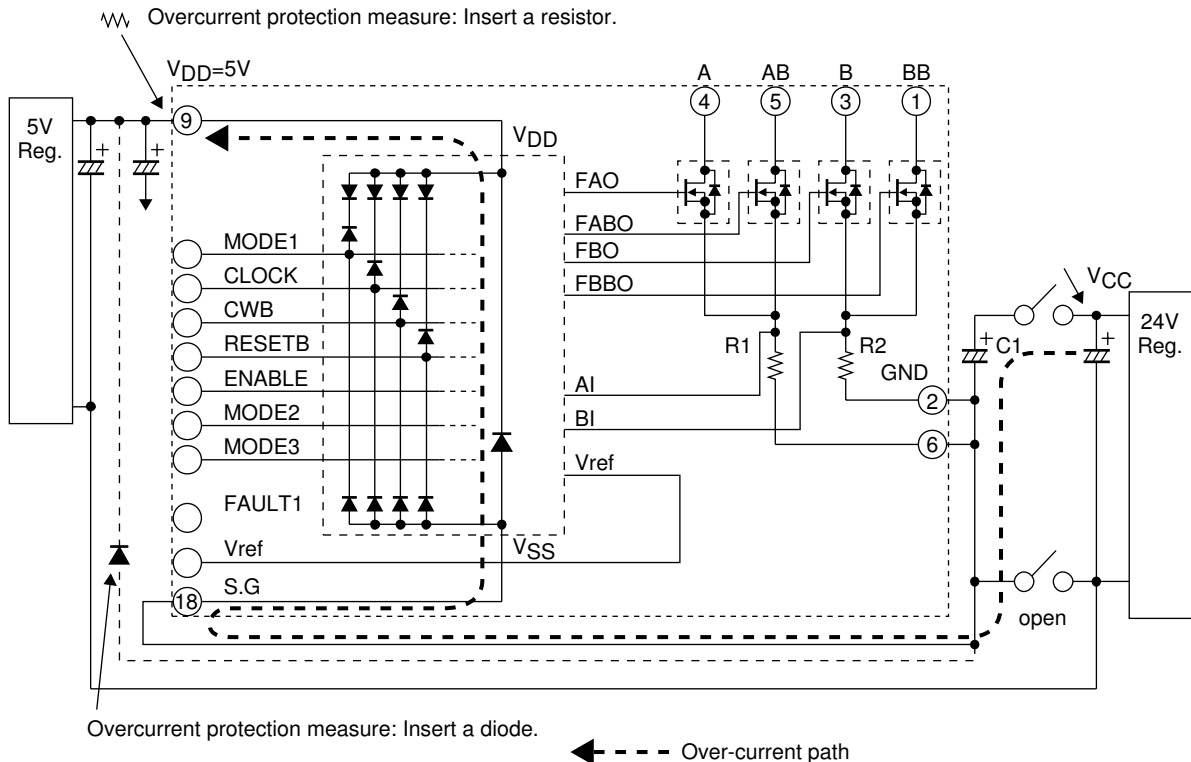 Overcurrent protection measure: Insert a resistor.
VDD=5V
A
AB
B
BB
4
5
3
1
5V
Reg.
+
+
9
VDD
FAO
FABO
FBO
FBBO
MODE1
CLOCK
CWB
RESETB
ENABLE
MODE2
MODE3
FAULT1
Vref
S.G
18
VSS
R1
R2
AI
BI
Vref
GND
2
6
VCC
+
C1
+
24V
Reg.
open
Overcurrent protection measure: Insert a diode.
Over-current path